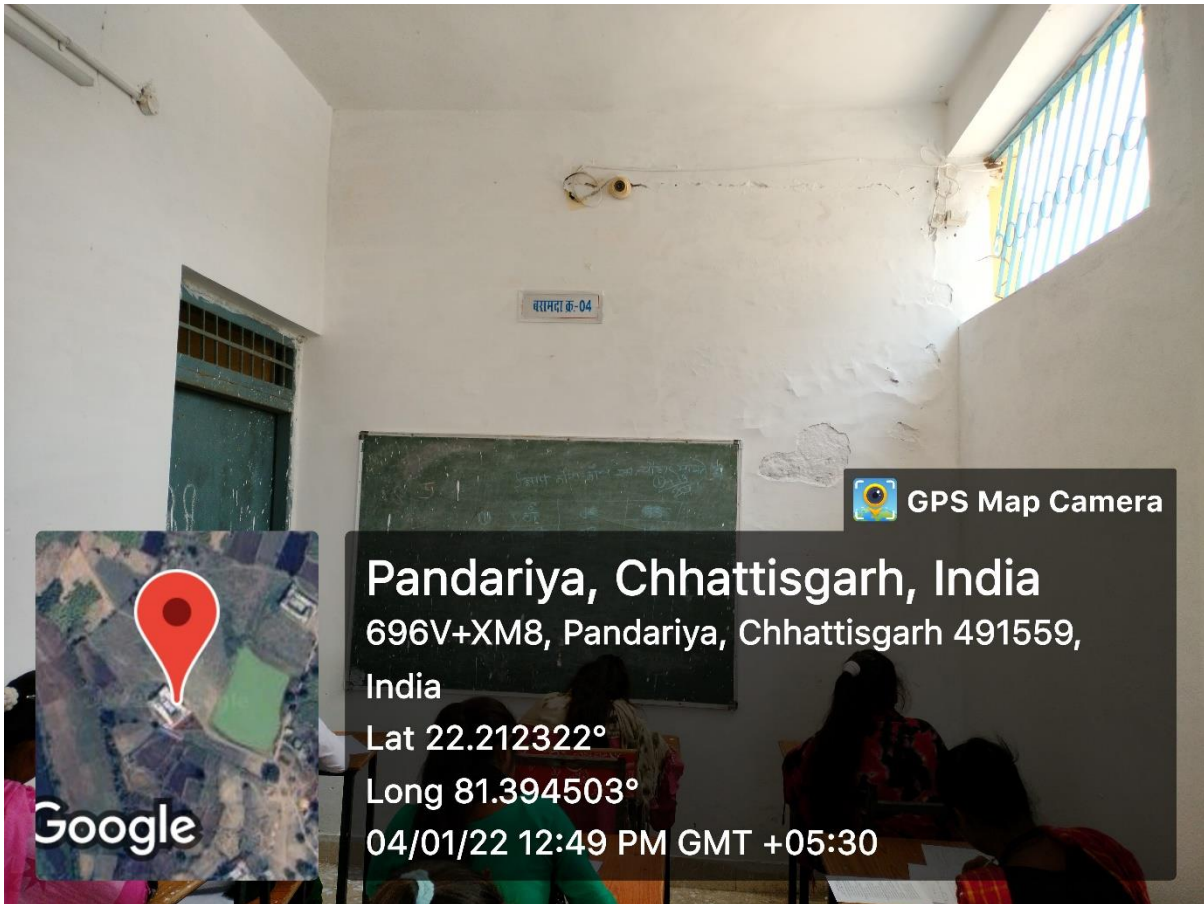 बरामदा क्र.-04
GPS Map Camera
Pandariya, Chhattisgarh, India
696V+XM8, Pandariya, Chhattisgarh 491559,
India
Lat 22.212322°
Long 81.394503°
04/01/22 12:49 PM GMT +05:30
Google